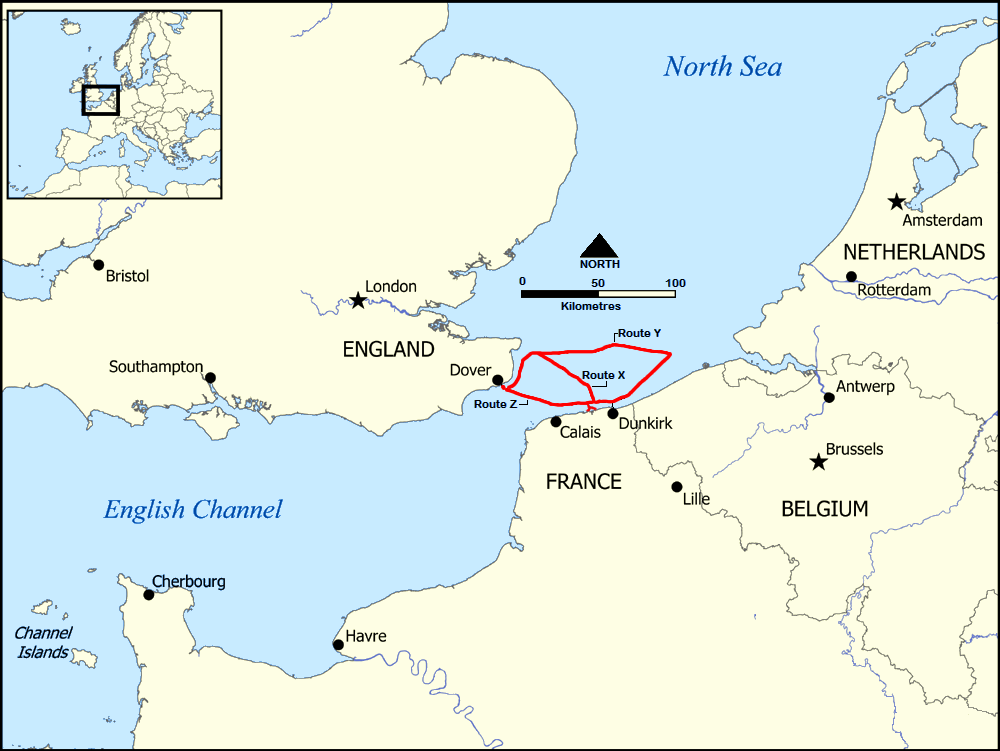 North Sea
Amsterdam
NETHERLANDS
NORTH
0 50 100
Kilometres
Bristol
London
Rotterdam
Route Y
ENGLAND
Southampton
Dover
Route X
Antwerp
Route Z
Calais
Dunkirk
Brussels
FRANCE
Lille
English Channel
BELGIUM
Cherbourg
Channel
Islands
Havre